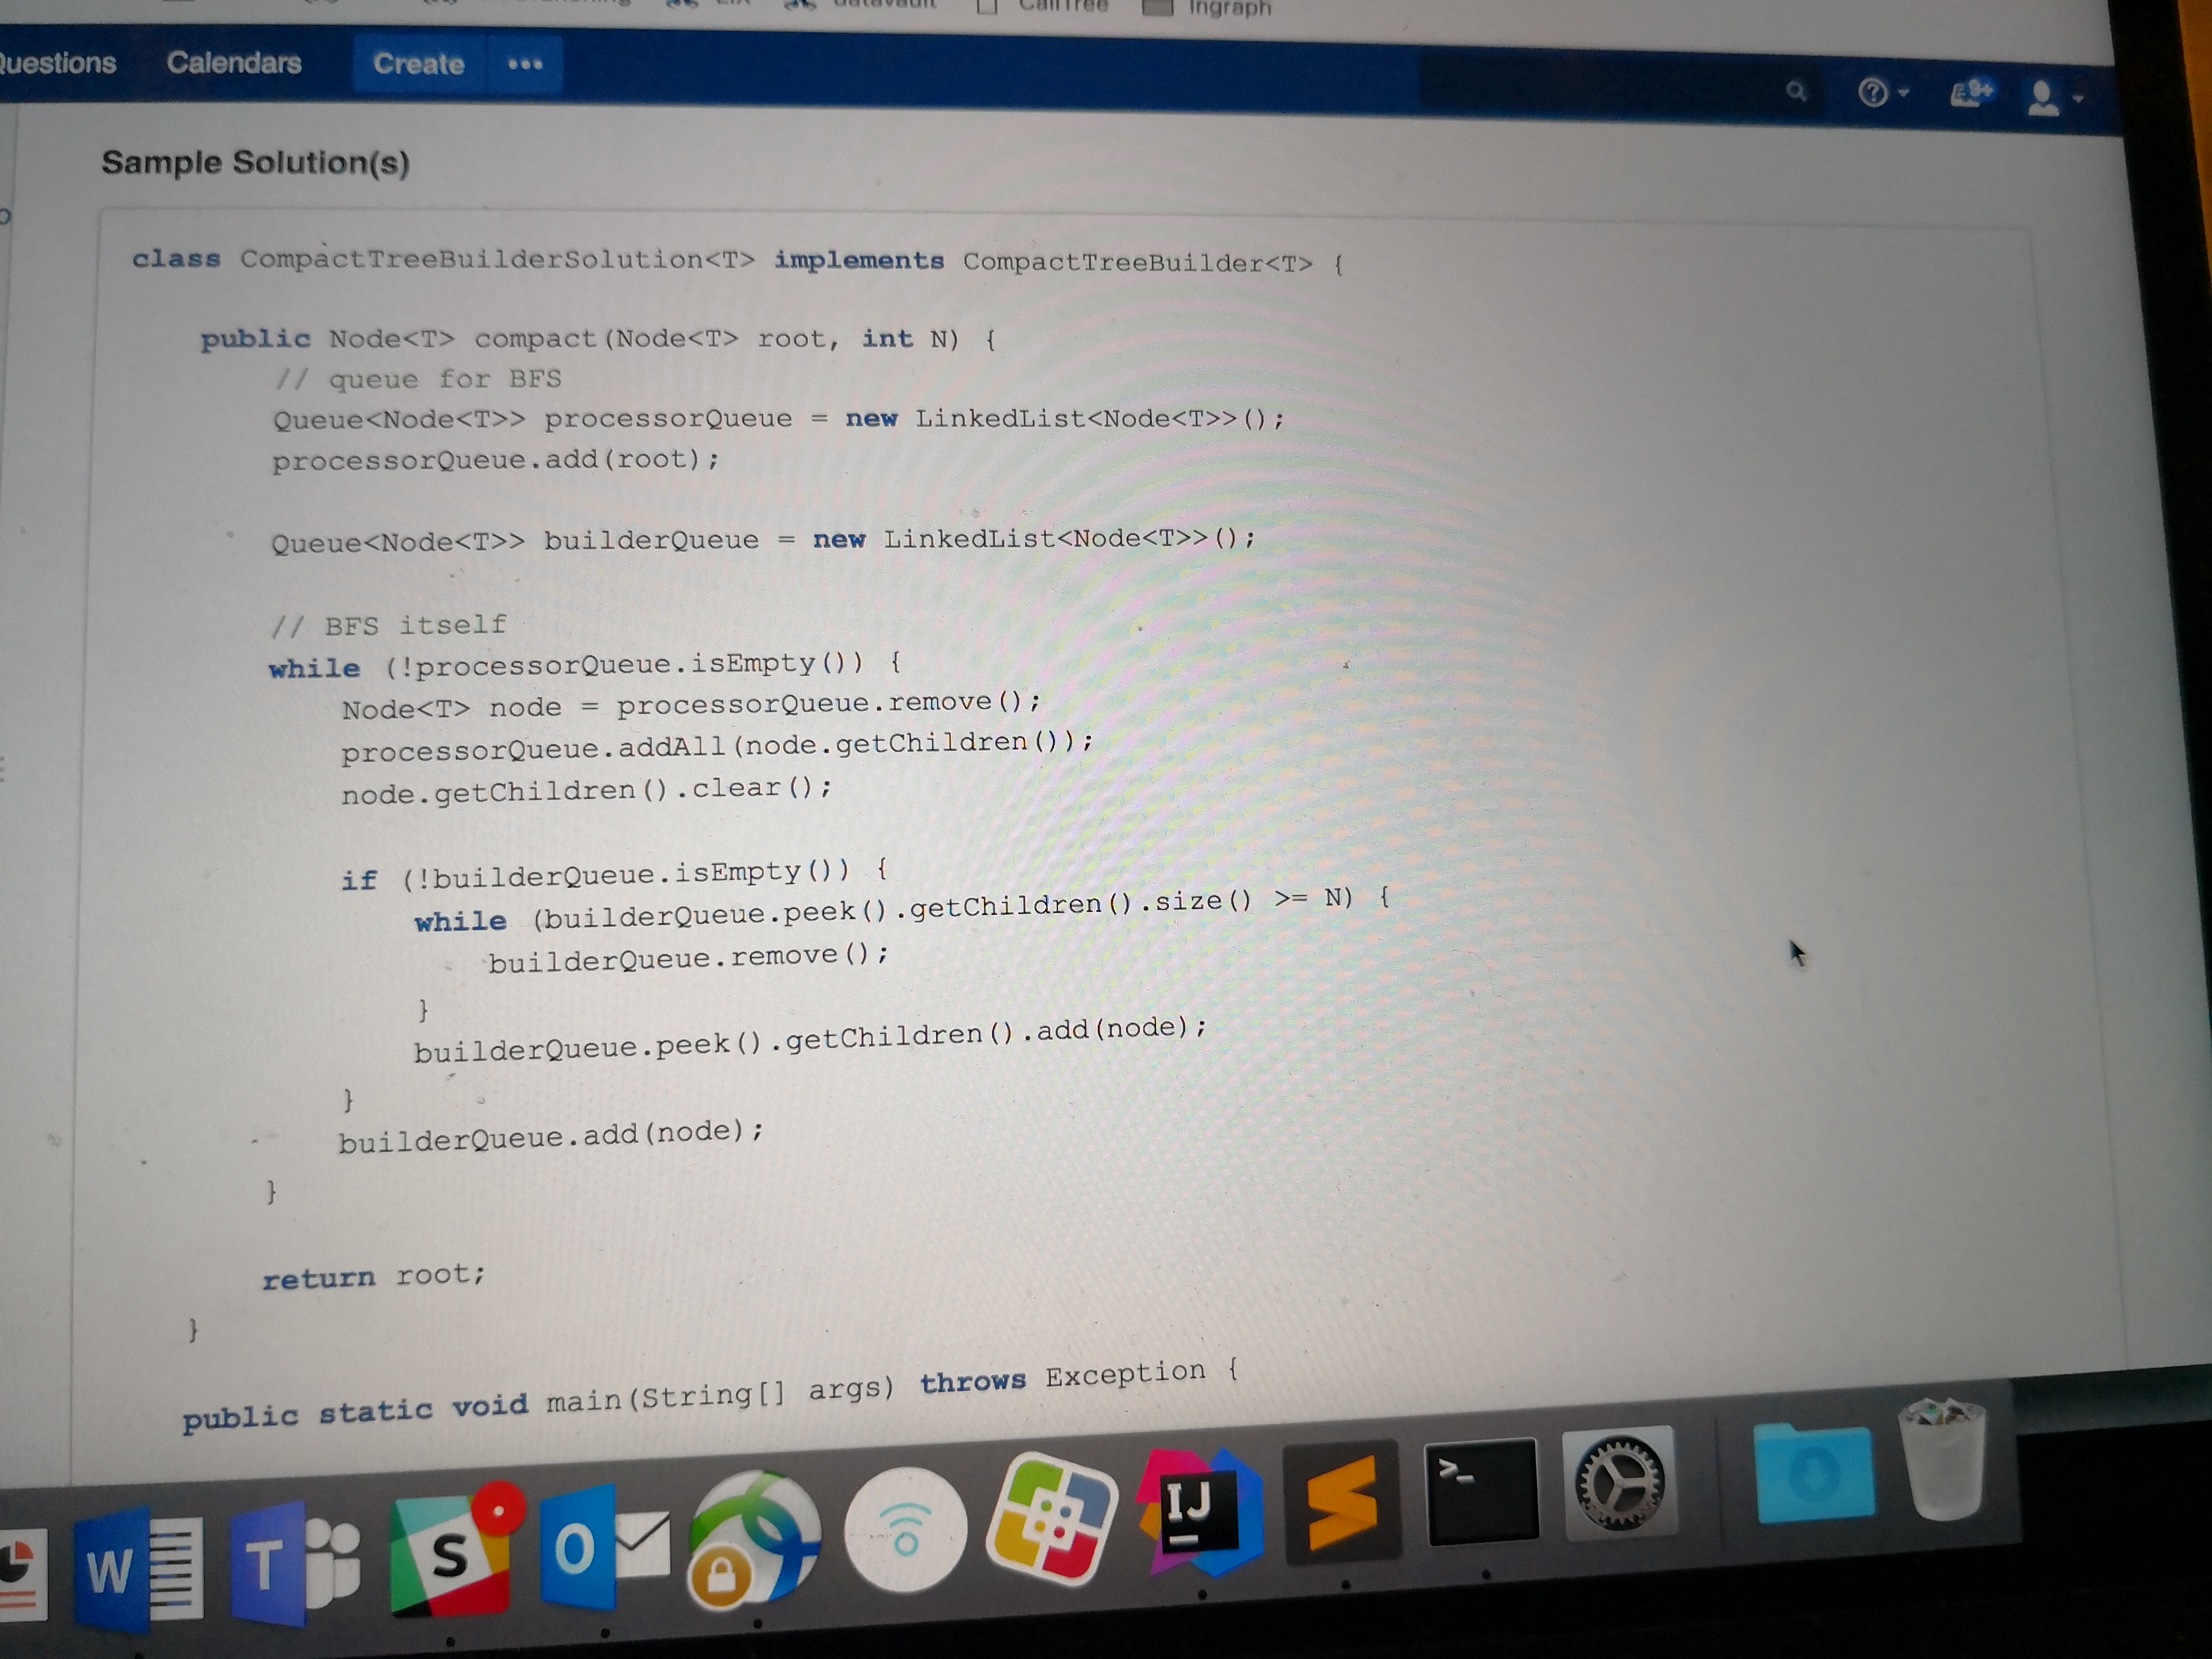 datavault
CallTree
Ingraph
Questions Calendars Create •••
9+
Sample Solution(s)
class CompactTreeBuilderSolution<T> implements CompactTreeBuilder<T> {
public Node<T> compact(Node<T> root, int N) {
// queue for BFS
Queue<Node<T>> processorQueue = new LinkedList<Node<T>>();
processorQueue.add(root);
Queue<Node<T>> builderQueue = new LinkedList<Node<T>>();
// BFS itself
while (!processorQueue.isEmpty()) {
Node<T> node = processorQueue.remove();
processorQueue.addAll(node.getChildren());
node.getChildren().clear();
if (!builderQueue.isEmpty()) {
while (builderQueue.peek().getChildren().size() >= N) {
builderQueue.remove();
}
builderQueue.peek().getChildren().add(node);
}
builderQueue.add(node);
}
return root;
}
public static void main(String[] args) throws Exception {
W
T
S
O
IJ
>_